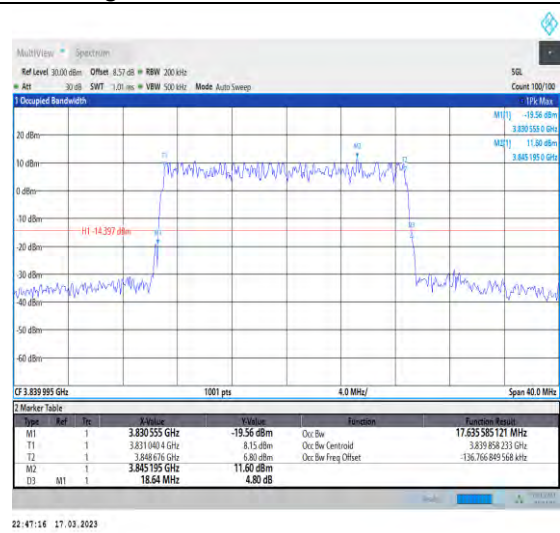 MultiView Spectrum
Ref Level 30.00 dBm Offset 8.57 dB RBW 200 kHz SGL
Att 30 dB SWT 1.01 ms VBW 500 kHz Mode Auto Sweep Count 100/100
1 Occupied Bandwidth 1Pk Max
M1[1] -19.56 dBm
3.830 555 0 GHz
M2[1] 11.60 dBm
3.845 195 0 GHz
20 dBm
M2
T1 T2
10 dBm
0 dBm
-10 dBm
H1 -14.397 dBm
M1
-20 dBm
-30 dBm
-40 dBm
-50 dBm
-60 dBm
CF 3.839 995 GHz 1001 pts 4.0 MHz/ Span 40.0 MHz
2 Marker Table
Type Ref Trc X-Value Y-Value Function Function Result
M1 1 3.830 555 GHz -19.56 dBm Occ Bw 17.635 585 121 MHz
T1 1 3.831 040 4 GHz 8.15 dBm Occ Bw Centroid 3.839 858 233 GHz
T2 1 3.848 676 GHz 6.80 dBm Occ Bw Freq Offset -136.766 849 568 kHz
M2 1 3.845 195 GHz 11.60 dBm
D3 M1 1 18.64 MHz 4.80 dB
22:47:16 17.03.2023